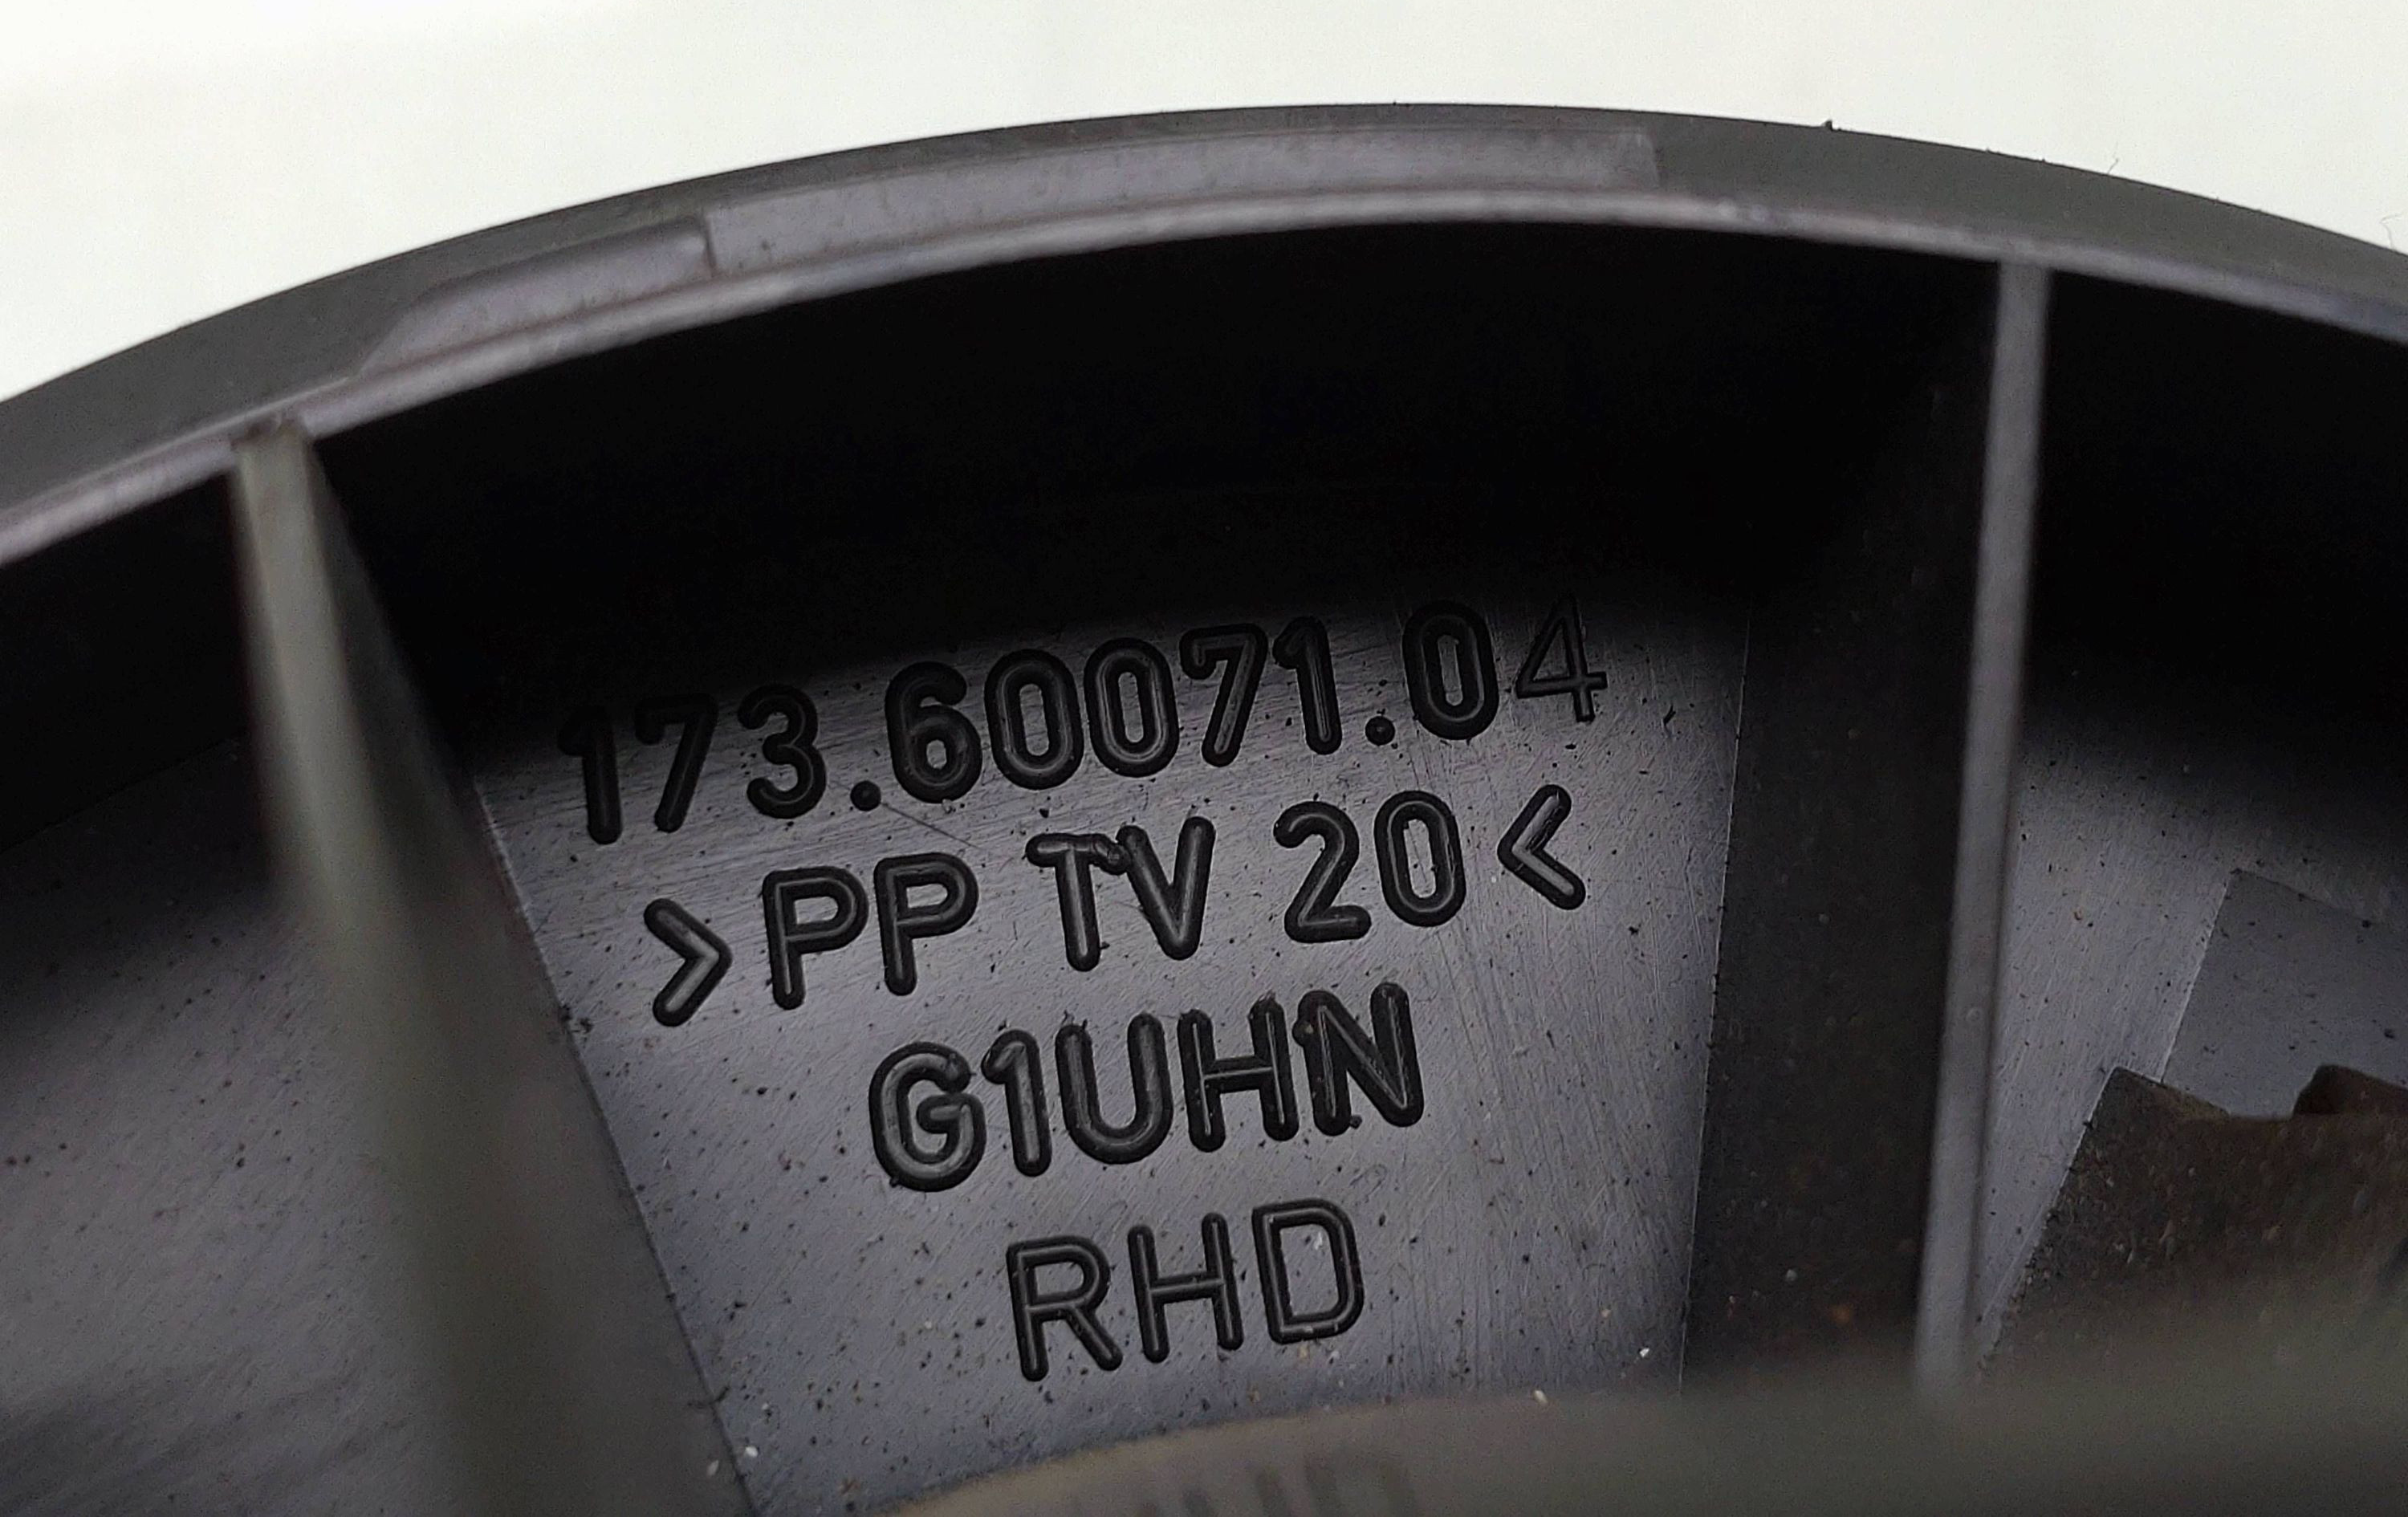 173.60071.04
>PP TV 20<
G1UHN
RHD